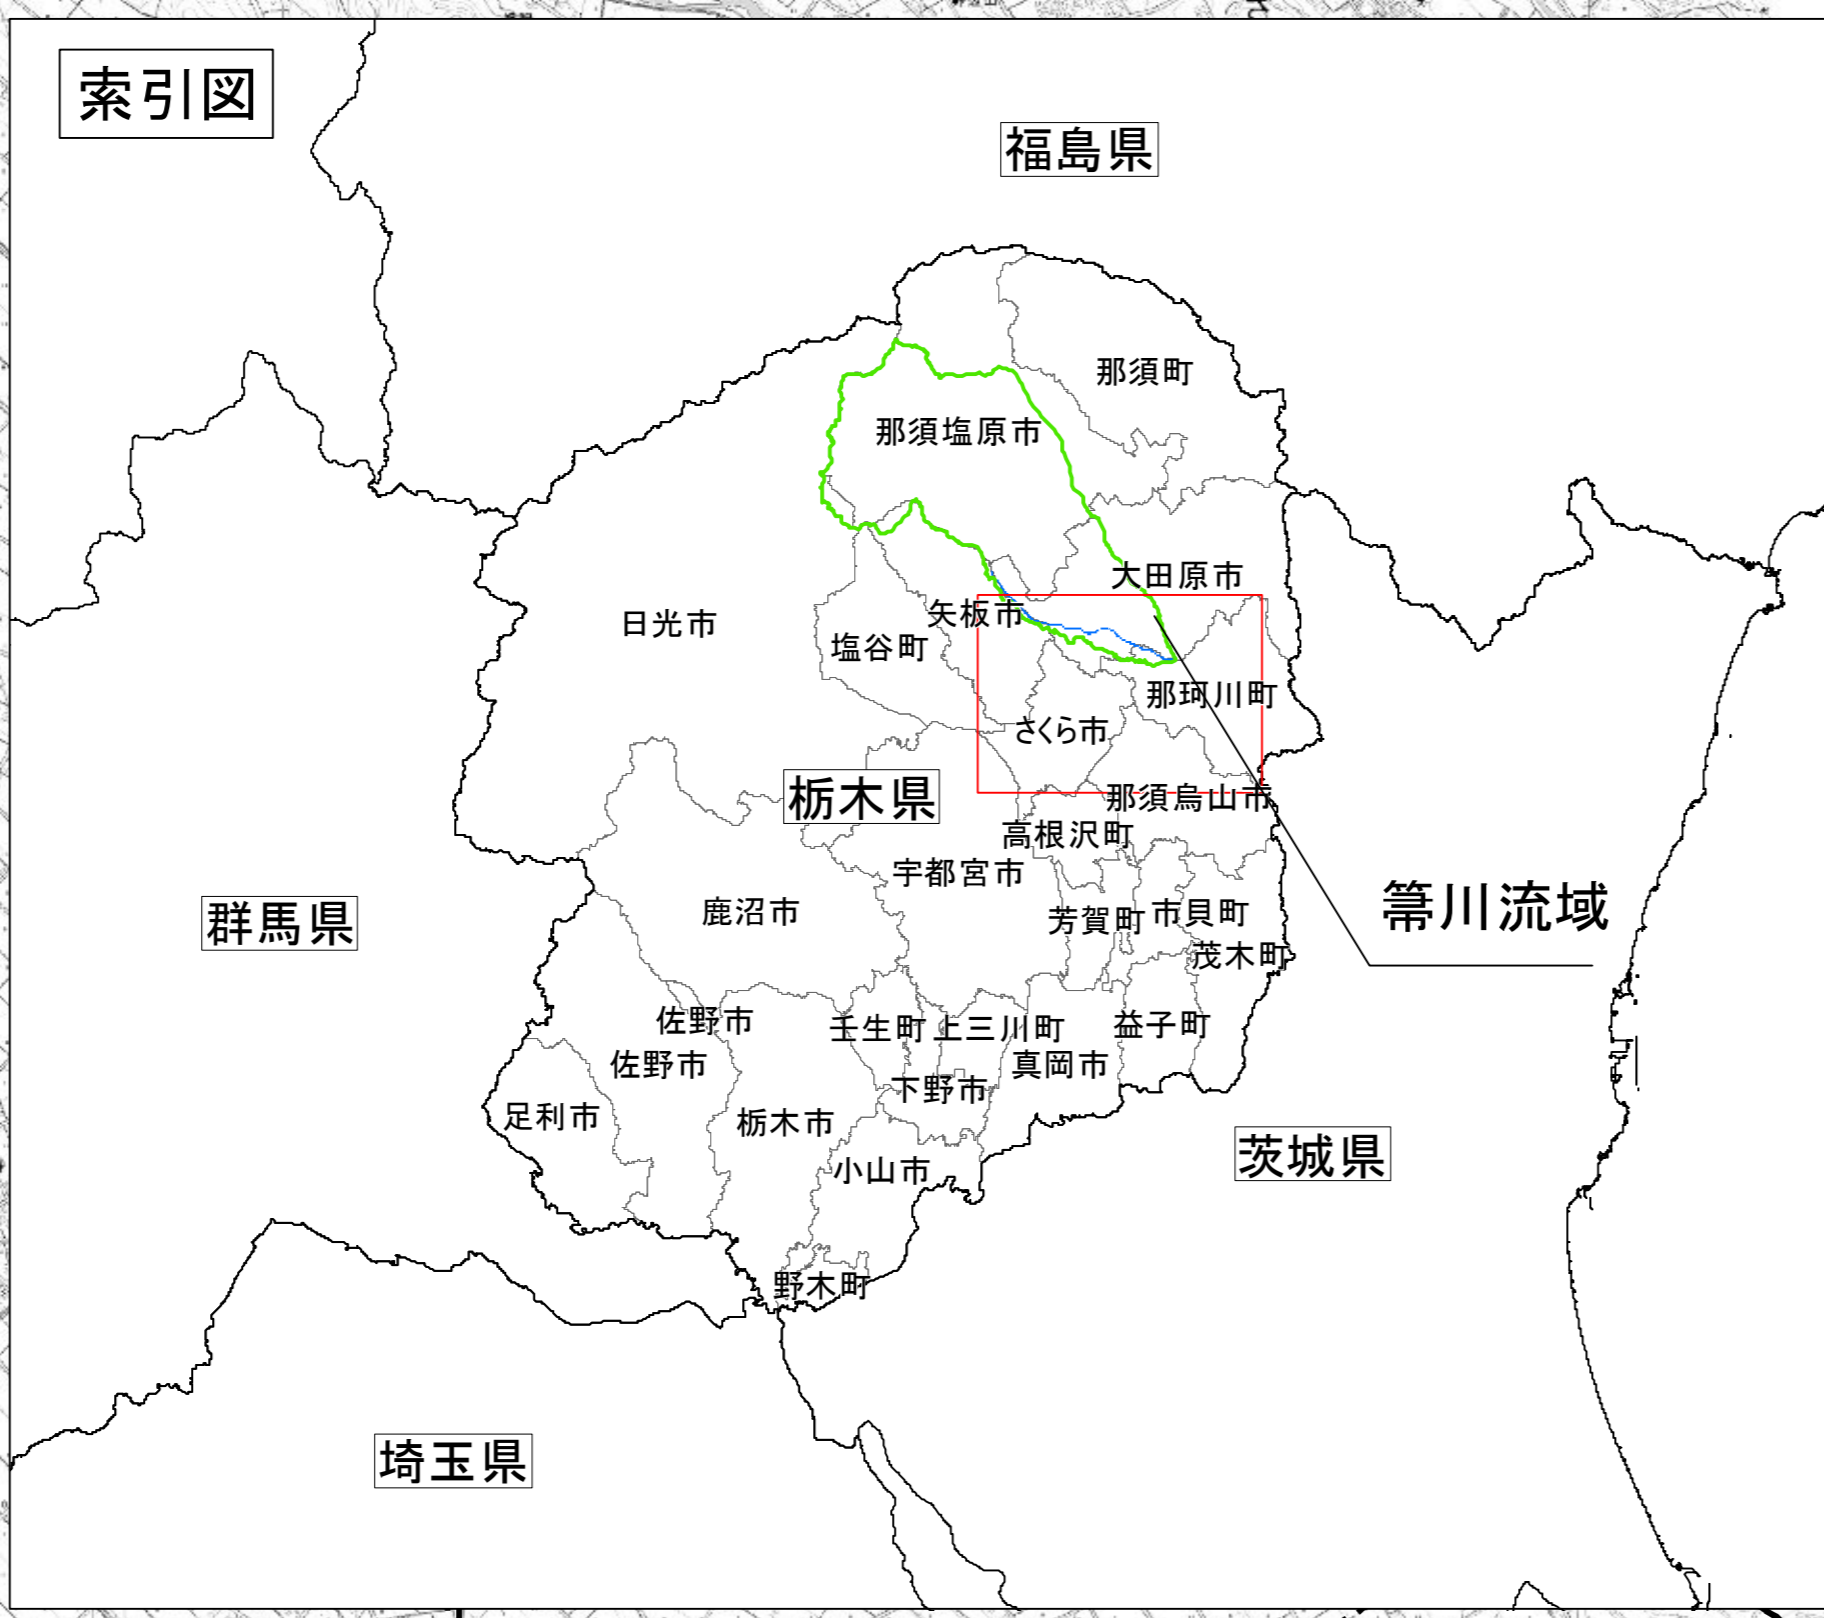 索引図
福島県
那須町
那須塩原市
大田原市
矢板市
日光市
塩谷町
那珂川町
さくら市
栃木県
那須烏山市
高根沢町
宇都宮市
箒川流域
鹿沼市
芳賀町
市貝町
群馬県
茂木町
佐野市
壬生町
上三川町
益子町
佐野市
真岡市
下野市
足利市
栃木市
茨城県
小山市
野木町
埼玉県